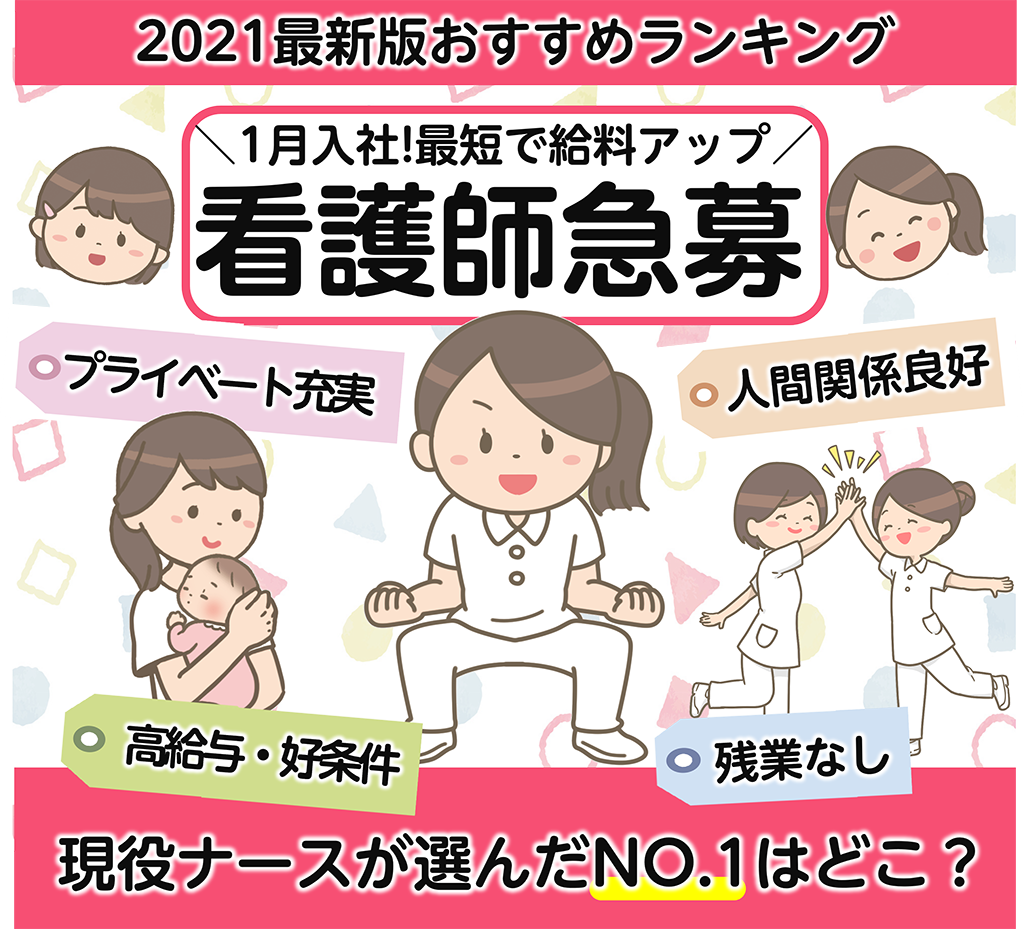 2021最新版おすすめランキング
＼1月入社!最短で給料アップ／
看護師急募
プライベート充実
人間関係良好
高給与・好条件
残業なし
現役ナースが選んだNO.1はどこ？